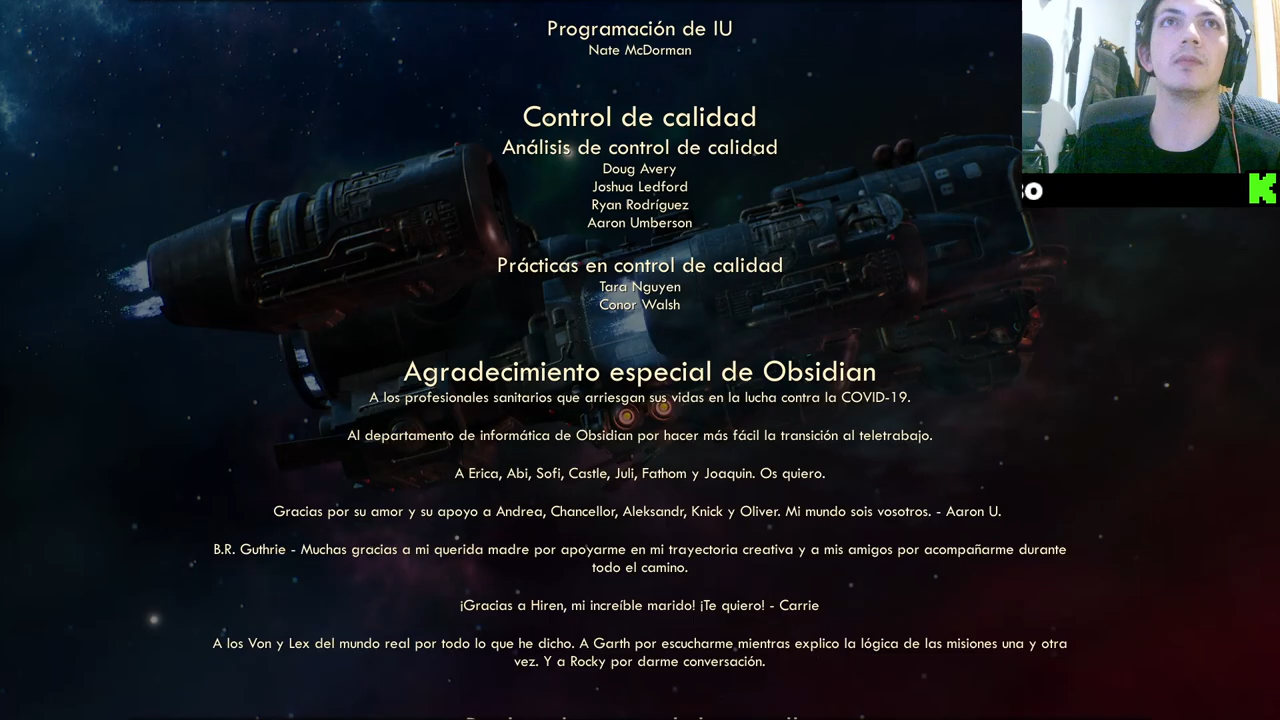 Programación de IU
Nate McDorman
Control de calidad
Análisis de control de calidad
Doug Avery
Joshua Ledford
Ryan Rodríguez
Aaron Umberson
Prácticas en control de calidad
Tara Nguyen
Conor Walsh
Agradecimiento especial de Obsidian
A los profesionales sanitarios que arriesgan sus vidas en la lucha contra la COVID-19.
Al departamento de informática de Obsidian por hacer más fácil la transición al teletrabajo.
A Erica, Abi, Sofi, Castle, Juli, Fathom y Joaquin. Os quiero.
Gracias por su amor y su apoyo a Andrea, Chancellor, Aleksandr, Knick y Oliver. Mi mundo sois vosotros. - Aaron U.
B.R. Guthrie - Muchas gracias a mi querida madre por apoyarme en mi trayectoria creativa y a mis amigos por acompañarme durante
todo el camino.
¡Gracias a Hiren, mi increíble marido! ¡Te quiero! - Carrie
A los Von y Lex del mundo real por todo lo que he dicho. A Garth por escucharme mientras explico la lógica de las misiones una y otra
vez. Y a Rocky por darme conversación.
K